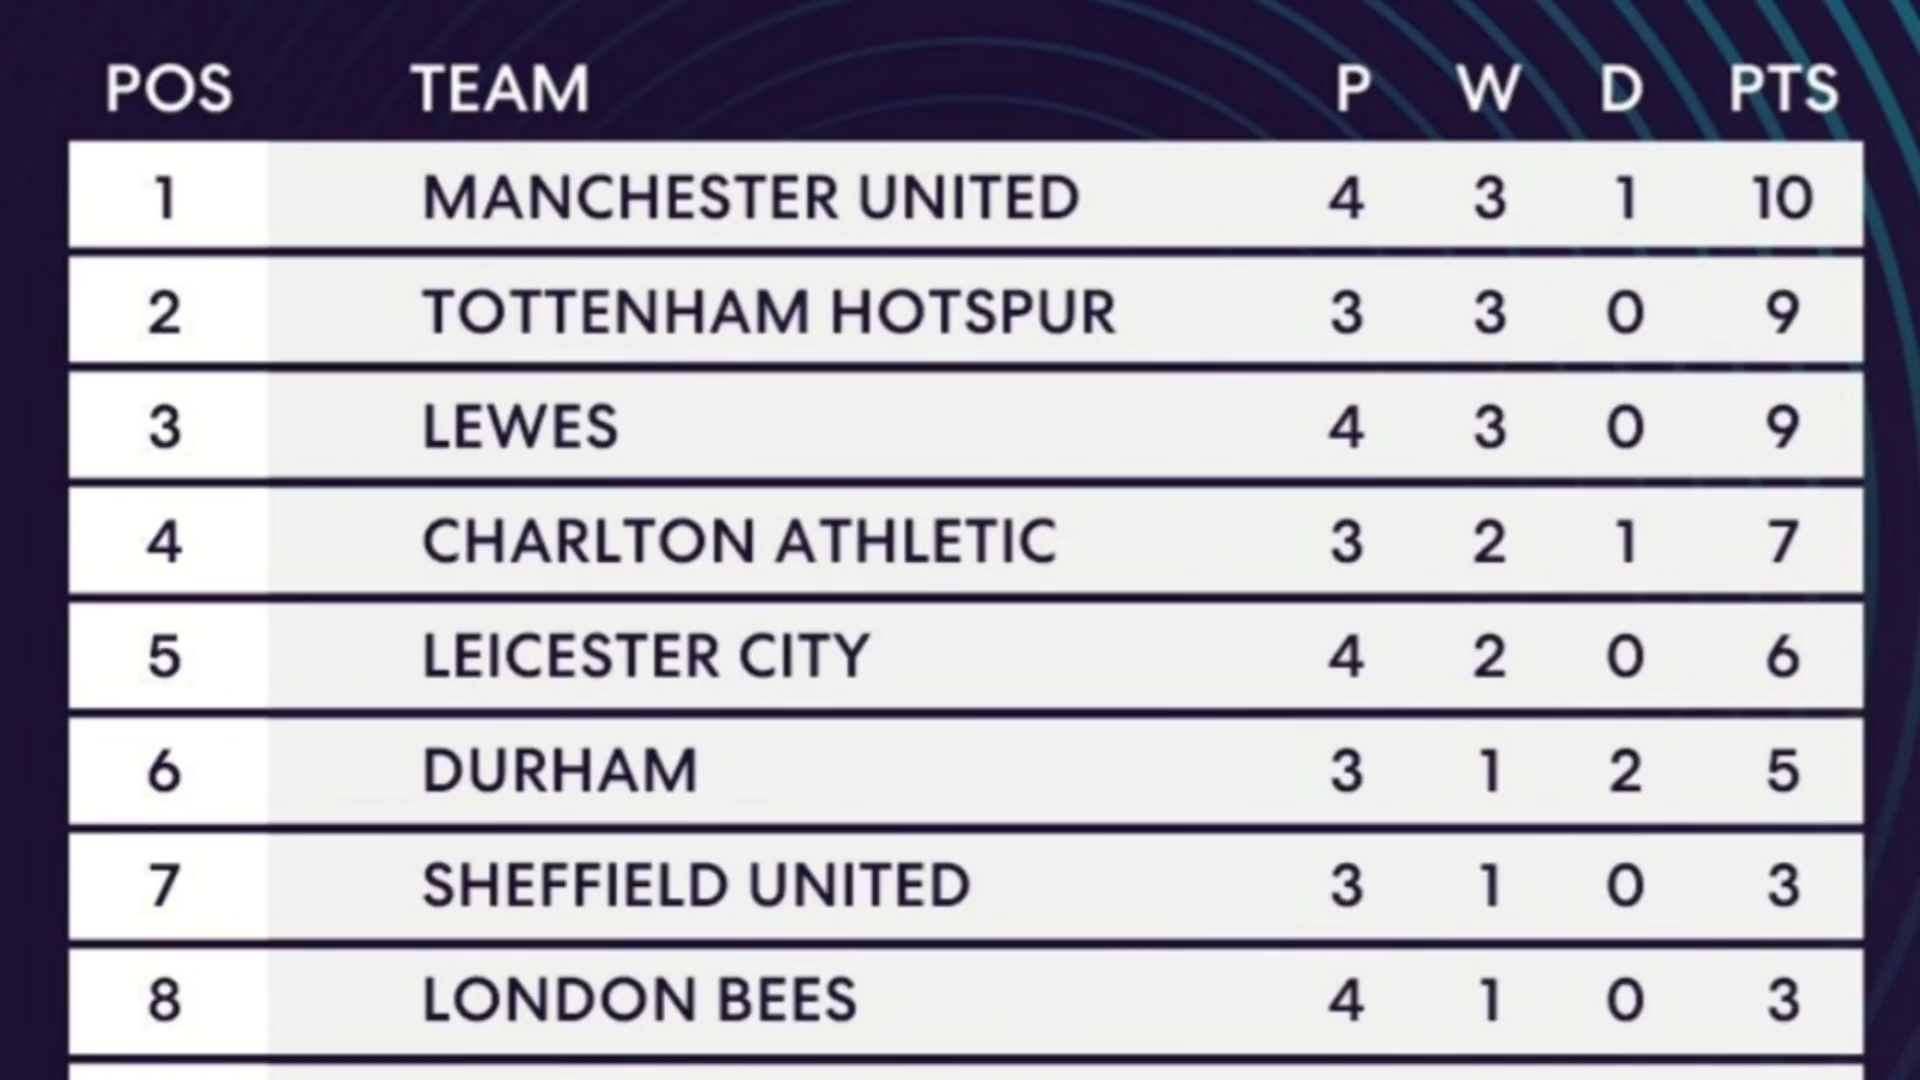 POS TEAM P W D PTS
1 MANCHESTER UNITED 4 3 1 10
2 TOTTENHAM HOTSPUR 3 3 0 9
3 LEWES 4 3 0 9
4 CHARLTON ATHLETIC 3 2 1 7
5 LEICESTER CITY 4 2 0 6
6 DURHAM 3 1 2 5
7 SHEFFIELD UNITED 3 1 0 3
8 LONDON BEES 4 1 0 3